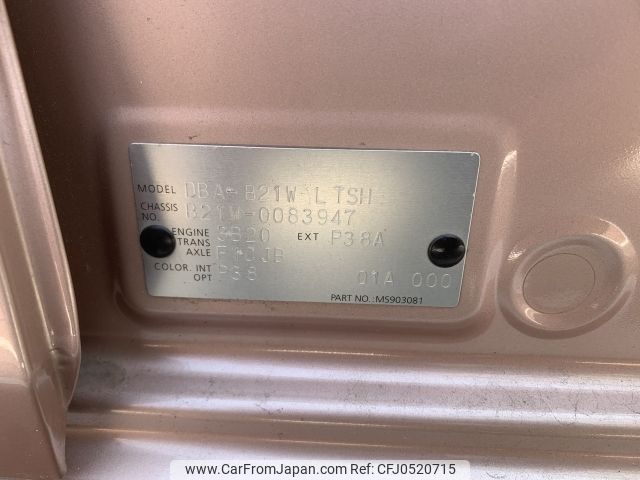 MODEL DBA-B21W LTSH
CHASSIS NO. B21W-0083947
ENGINE 3B20 EXT P38A
TRANS AXLE
COLOR. INT OPT P38 01A 000
PART NO.: MS903081
www.CarFromJapan.com | Ref No. CFJ0520715